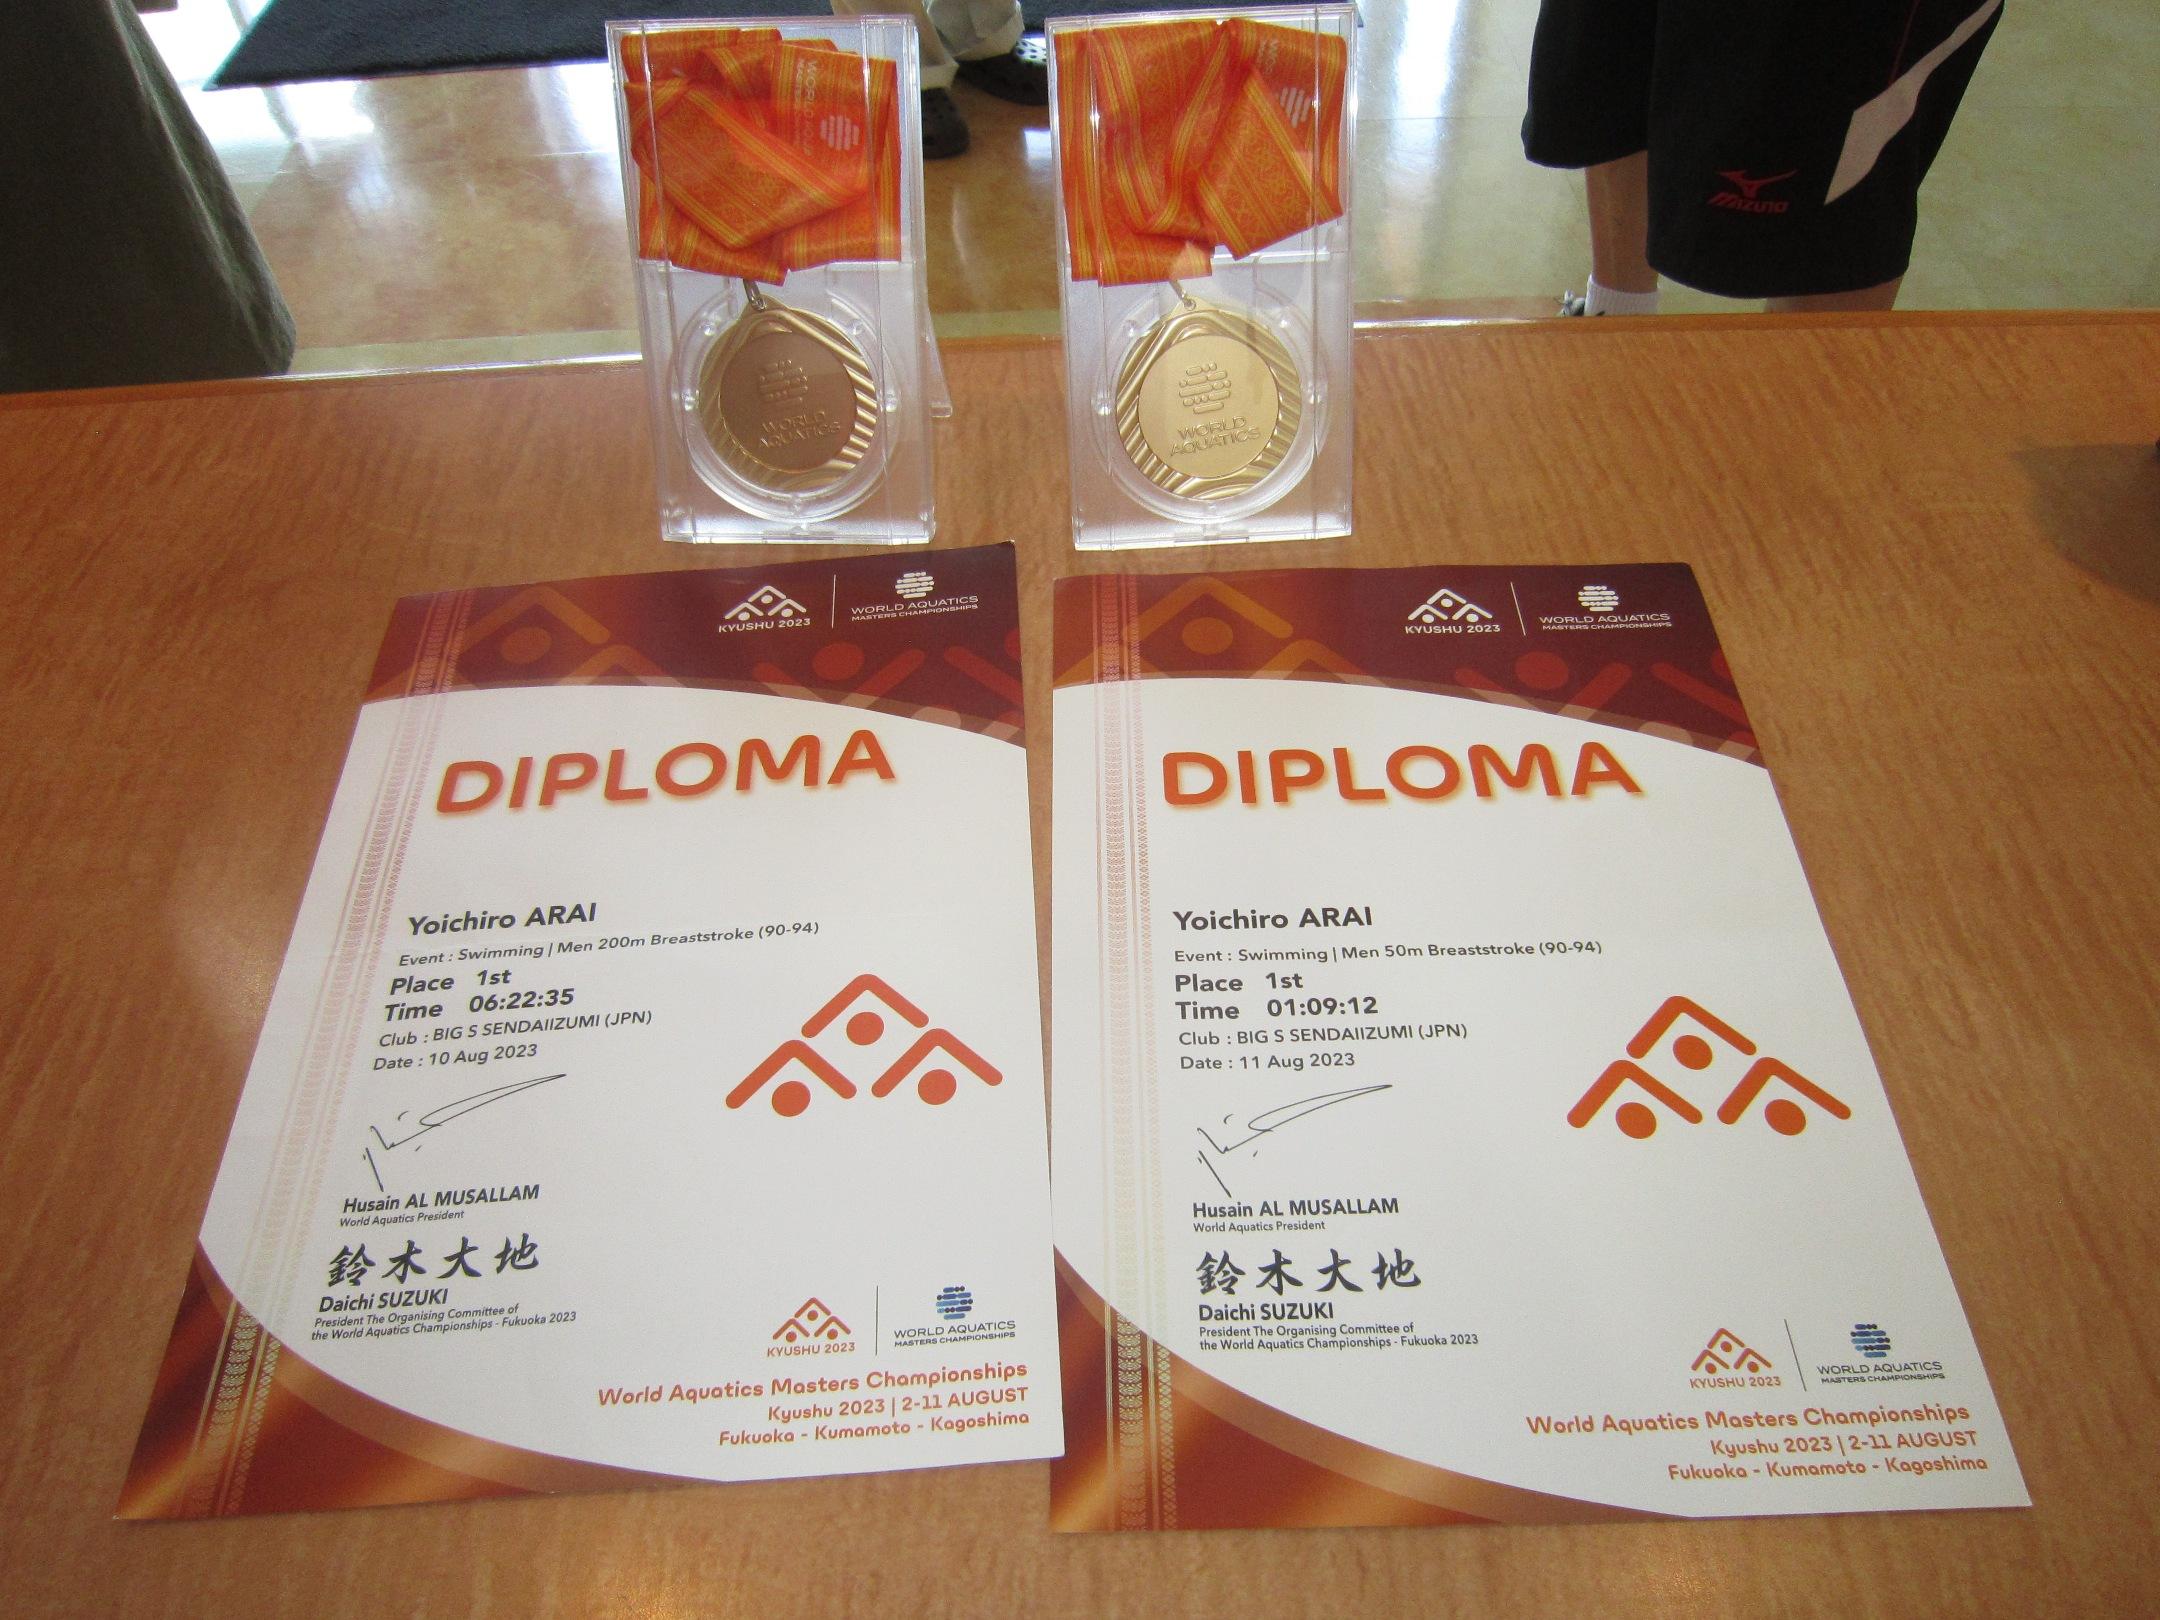 WORLD AQUATICS
WORLD
AQUATICS
WORLD
AQUATICS
MIZUNO
KYUSHU 2023
WORLD AQUATICS
MASTERS CHAMPIONSHIPS
DIPLOMA
Yoichiro ARAI
Event : Swimming | Men 200m Breaststroke (90-94)
Place 1st
Time 06:22:35
Club : BIG S SENDAIIZUMI (JPN)
Date : 10 Aug 2023
Husain AL MUSALLAM
World Aquatics President
鈴木大地
Daichi SUZUKI
President The Organising Committee of
the World Aquatics Championships - Fukuoka 2023
KYUSHU 2023
WORLD AQUATICS
MASTERS CHAMPIONSHIPS
World Aquatics Masters Championships
Kyushu 2023 | 2-11 AUGUST
Fukuoka - Kumamoto - Kagoshima
KYUSHU 2023
WORLD AQUATICS
MASTERS CHAMPIONSHIPS
DIPLOMA
Yoichiro ARAI
Event : Swimming | Men 50m Breaststroke (90-94)
Place 1st
Time 01:09:12
Club : BIG S SENDAIIZUMI (JPN)
Date : 11 Aug 2023
Husain AL MUSALLAM
World Aquatics President
鈴木大地
Daichi SUZUKI
President The Organising Committee of
the World Aquatics Championships - Fukuoka 2023
KYUSHU 2023
WORLD AQUATICS
MASTERS CHAMPIONSHIPS
World Aquatics Masters Championships
Kyushu 2023 | 2-11 AUGUST
Fukuoka - Kumamoto - Kagoshima